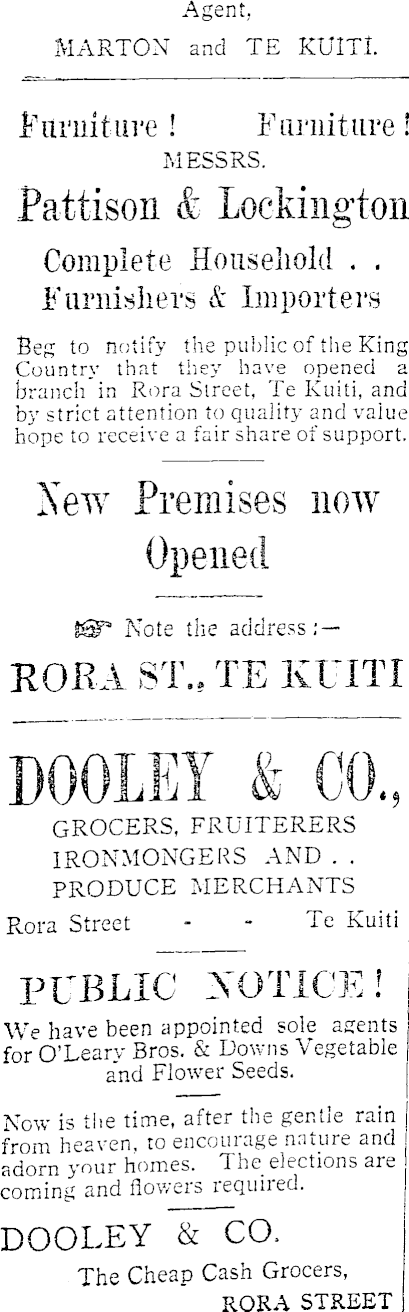 Agent,
MARTON and TE KUITI.
Furniture ! Furniture !
MESSRS.
Pattison & Lockington
Complete Household . .
Furnishers & Importers
Beg to notify the public of the King
Country that they have opened a
branch in Rora Street, Te Kuiti, and
by strict attention to quality and value
hope to receive a fair share of support.
New Premises now
Opened
☞ Note the address :—
RORA ST., TE KUITI
DOOLEY & CO.,
GROCERS, FRUITERERS
IRONMONGERS AND . .
PRODUCE MERCHANTS
Rora Street - - Te Kuiti
PUBLIC NOTICE !
We have been appointed sole agents
for O'Leary Bros. & Downs Vegetable
and Flower Seeds.
Now is the time, after the gentle rain
from heaven, to encourage nature and
adorn your homes. The elections are
coming and flowers required.
DOOLEY & CO.
The Cheap Cash Grocers,
RORA STREET